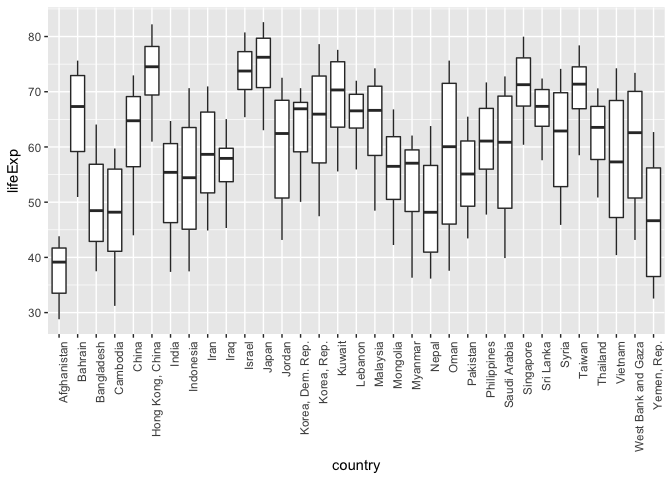 lifeExp
80
70
60
50
40
30
Afghanistan
Bahrain
Bangladesh
Cambodia
China
Hong Kong, China
India
Indonesia
Iran
Iraq
Israel
Japan
Jordan
Korea, Dem. Rep.
Korea, Rep.
Kuwait
Lebanon
Malaysia
Mongolia
Myanmar
Nepal
Oman
Pakistan
Philippines
Saudi Arabia
Singapore
Sri Lanka
Syria
Taiwan
Thailand
Vietnam
West Bank and Gaza
Yemen, Rep.
country